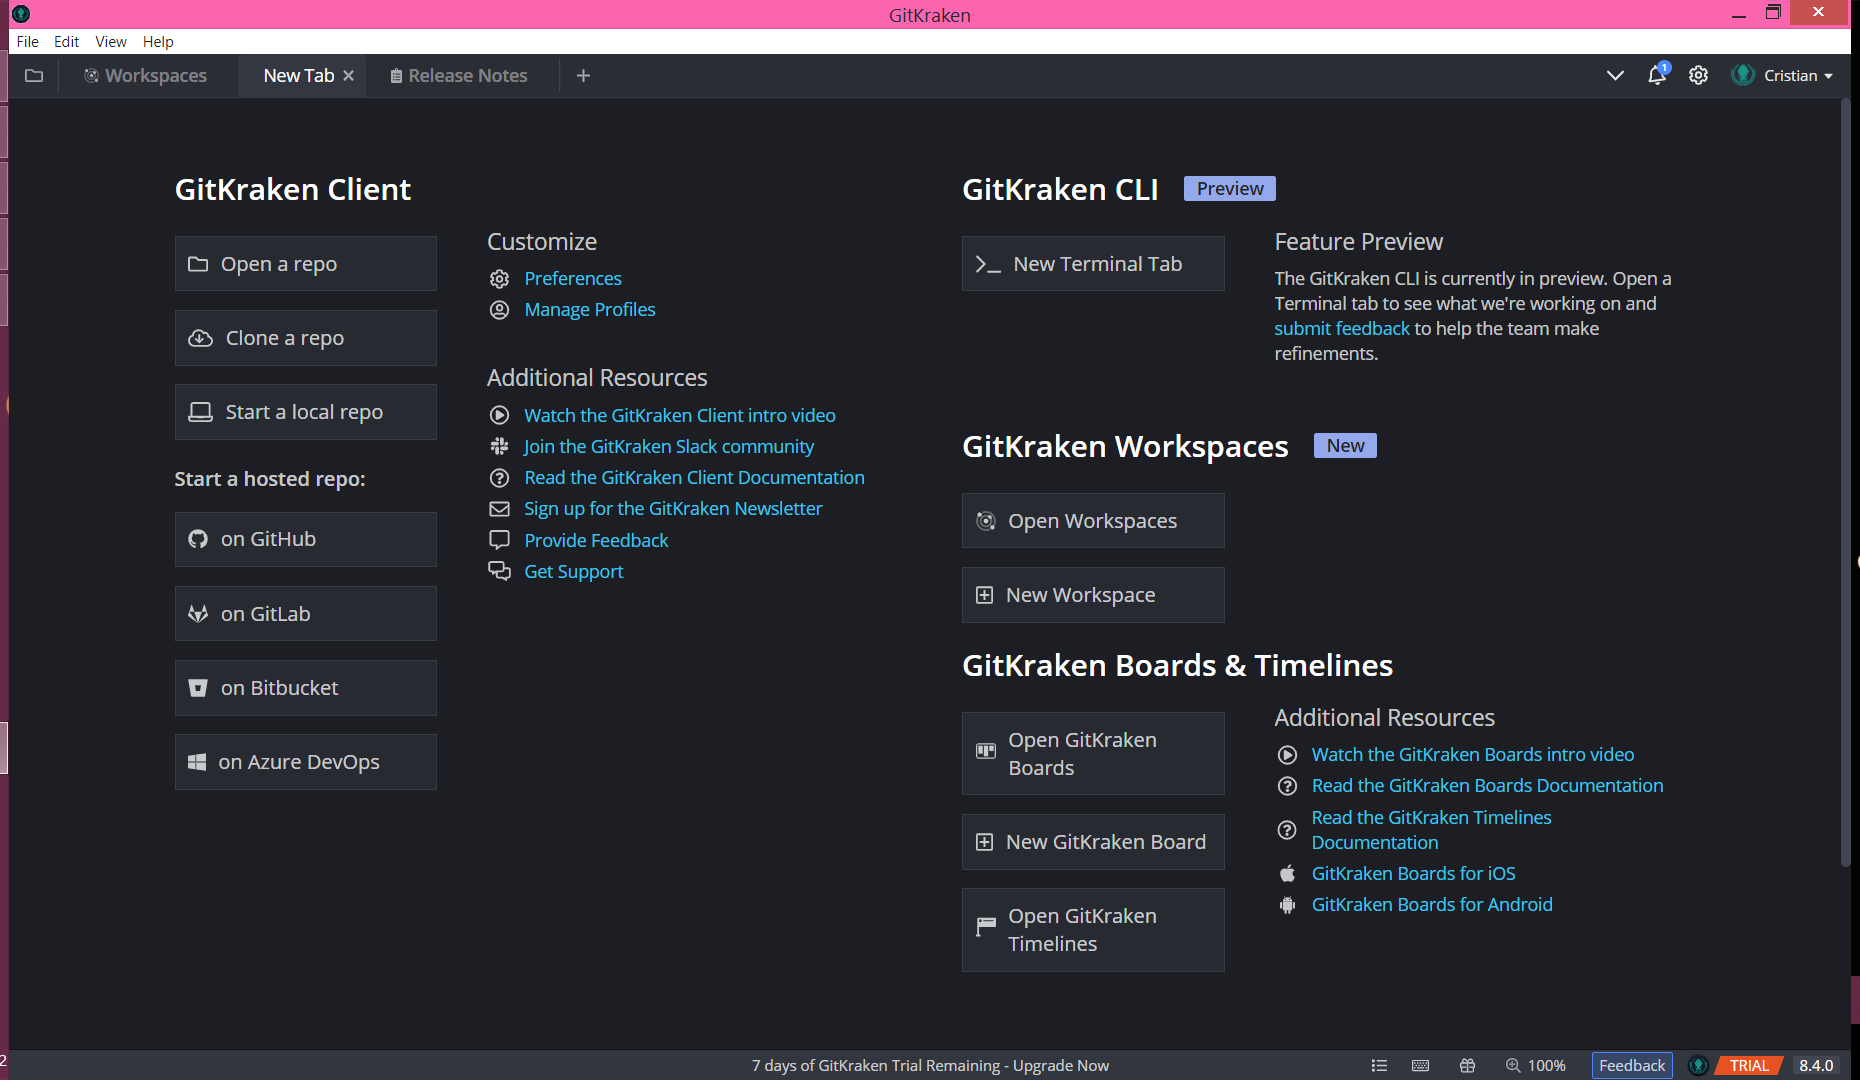 GitKraken
File Edit View Help
Workspaces
New Tab
Release Notes
1
Cristian
GitKraken Client
Open a repo
Clone a repo
Start a local repo
Start a hosted repo:
on GitHub
on GitLab
on Bitbucket
on Azure DevOps
Customize
Preferences
Manage Profiles
Additional Resources
Watch the GitKraken Client intro video
Join the GitKraken Slack community
Read the GitKraken Client Documentation
Sign up for the GitKraken Newsletter
Provide Feedback
Get Support
GitKraken CLI
Preview
New Terminal Tab
Feature Preview
The GitKraken CLI is currently in preview. Open a
Terminal tab to see what we're working on and
submit feedback to help the team make
refinements.
GitKraken Workspaces
New
Open Workspaces
New Workspace
GitKraken Boards & Timelines
Open GitKraken
Boards
New GitKraken Board
Open GitKraken
Timelines
Additional Resources
Watch the GitKraken Boards intro video
Read the GitKraken Boards Documentation
Read the GitKraken Timelines
Documentation
GitKraken Boards for iOS
GitKraken Boards for Android
2
7 days of GitKraken Trial Remaining - Upgrade Now
100%
Feedback
TRIAL
8.4.0